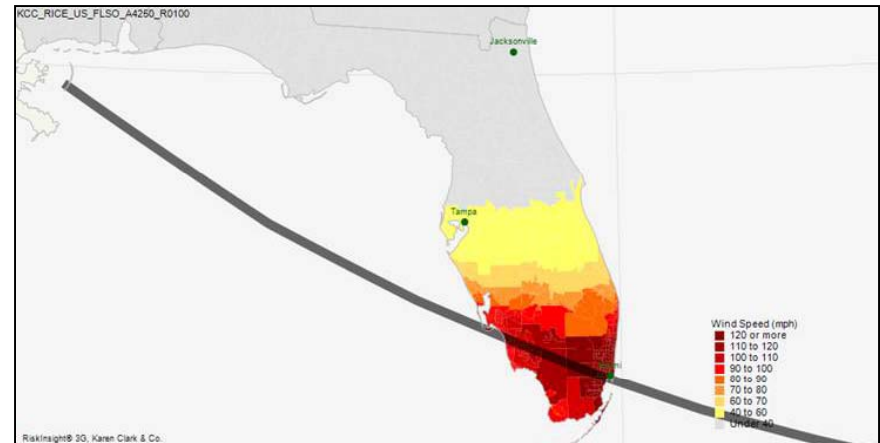 KCC_RICE_US_FLSO_A4250_R0100
Jacksonville
Tampa
Wind Speed (mph)
120 or more
110 to 120
100 to 110
90 to 100
80 to 90
70 to 80
60 to 70
40 to 60
Under 40
RiskInsight® 3G, Karen Clark & Co.